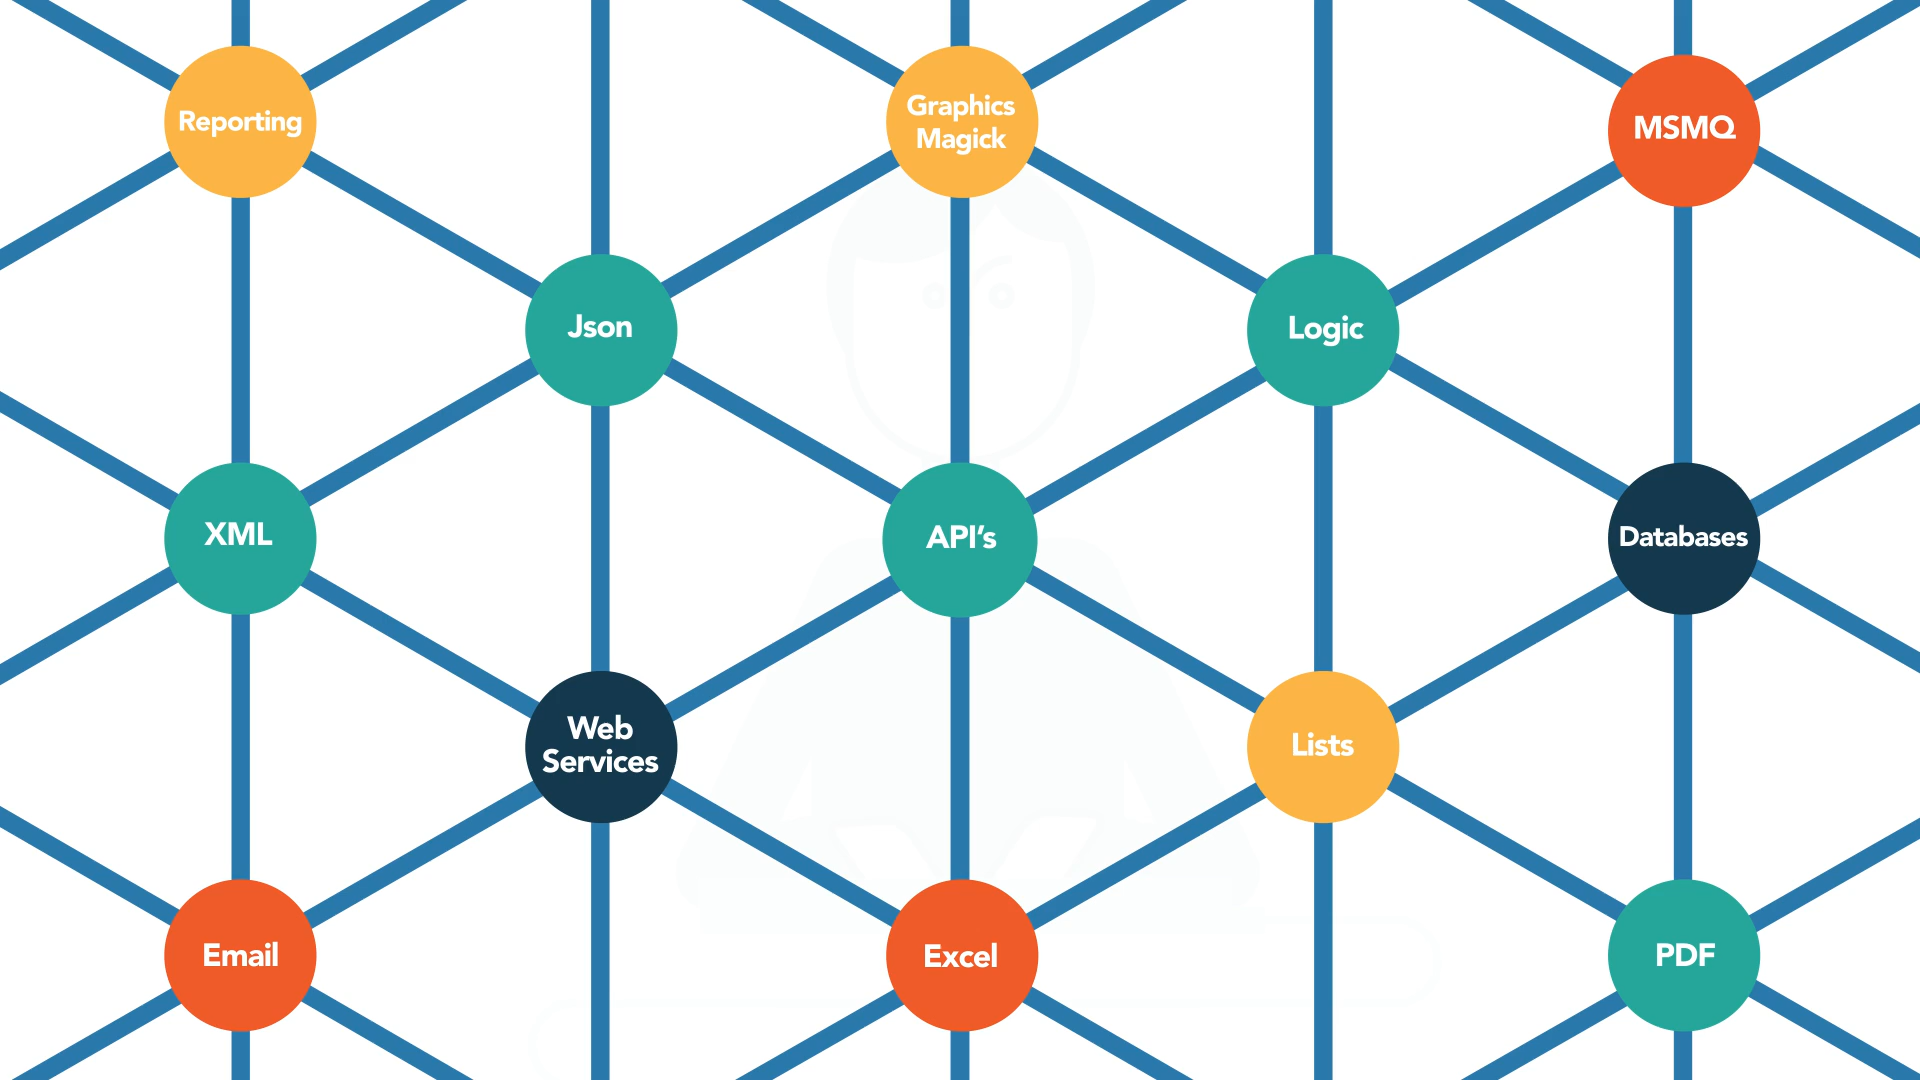 Reporting
Graphics
Magick
MSMQ
Json
Logic
XML
API’s
Databases
Web
Services
Lists
Email
Excel
PDF